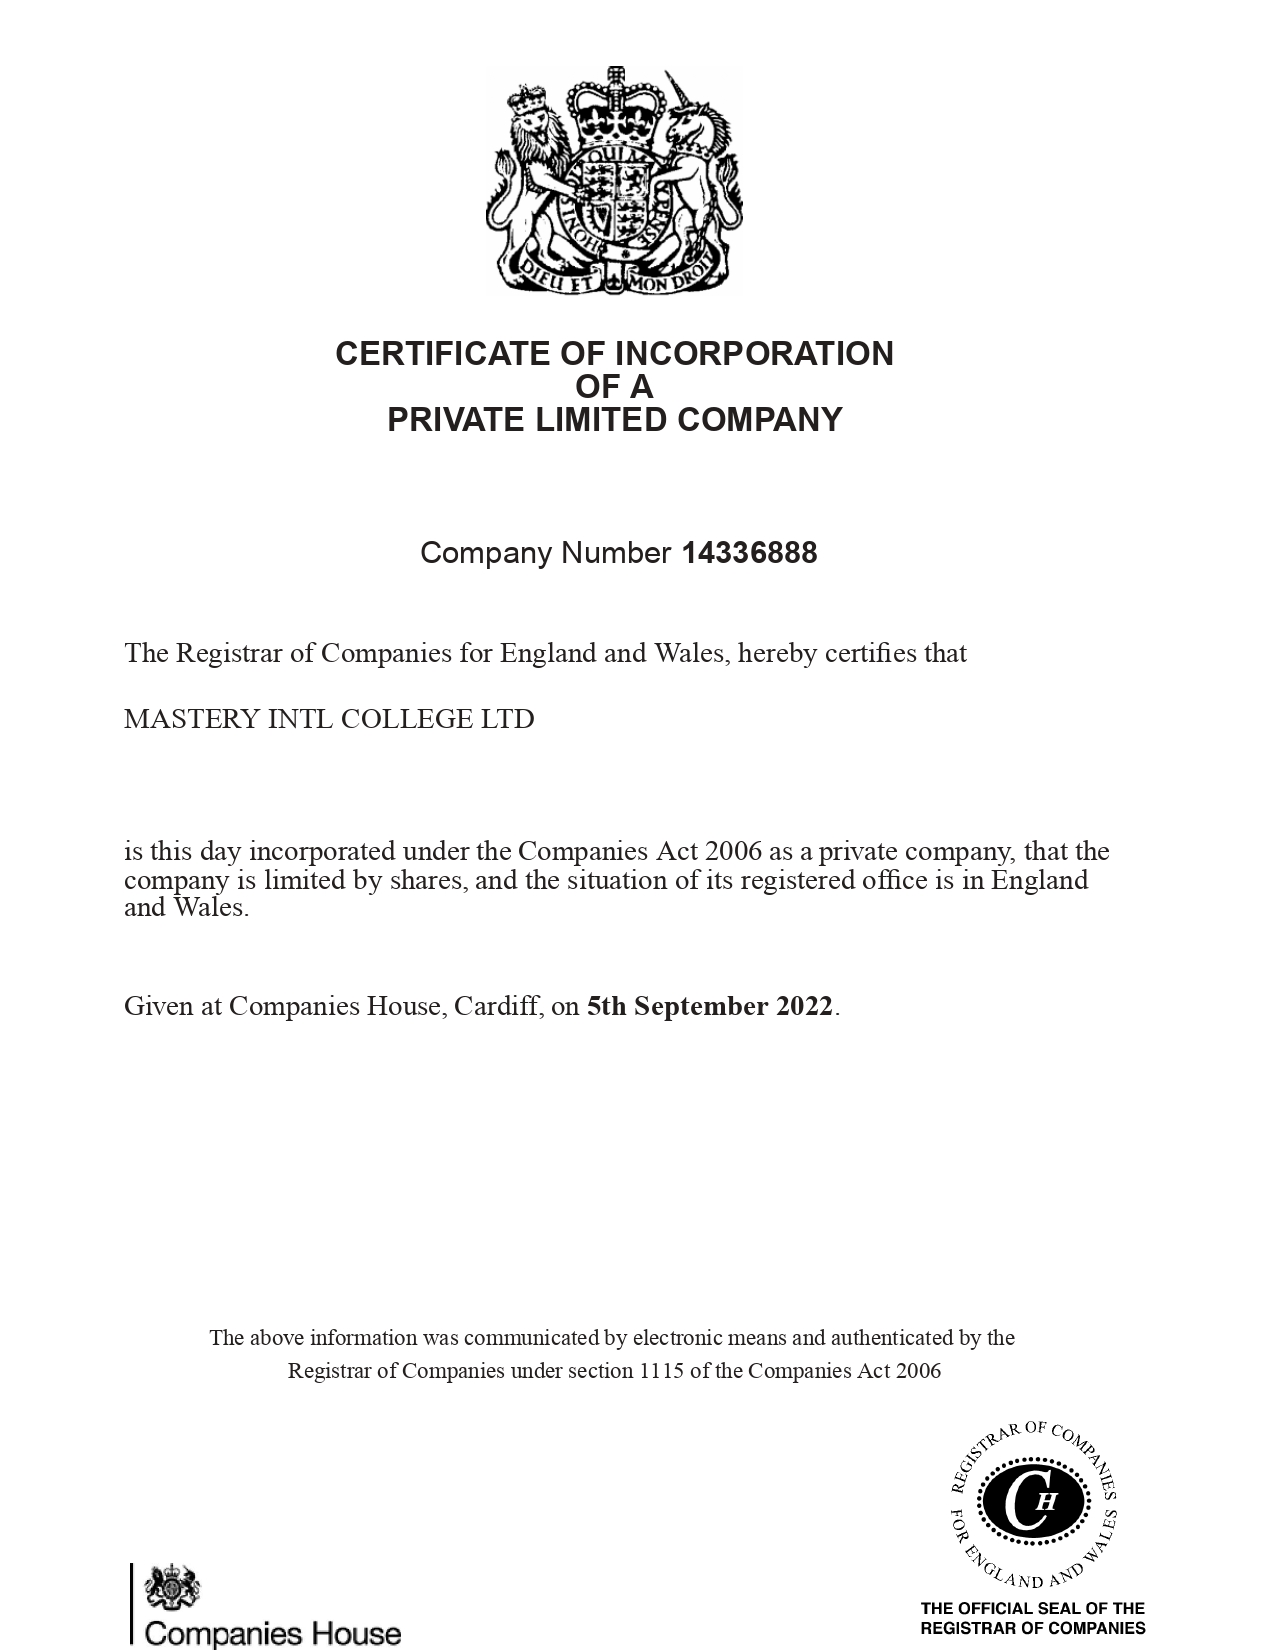 QUI M
HONI S
PENSE
DIEU ET MON DROIT
CERTIFICATE OF INCORPORATION
OF A
PRIVATE LIMITED COMPANY
Company Number 14336888
The Registrar of Companies for England and Wales, hereby certifies that
MASTERY INTL COLLEGE LTD
is this day incorporated under the Companies Act 2006 as a private company, that the
company is limited by shares, and the situation of its registered office is in England
and Wales.
Given at Companies House, Cardiff, on 5th September 2022.
The above information was communicated by electronic means and authenticated by the
Registrar of Companies under section 1115 of the Companies Act 2006
REGISTRAR OF COMPANIES
CH
FOR ENGLAND AND WALES
THE OFFICIAL SEAL OF THE
REGISTRAR OF COMPANIES
Companies House